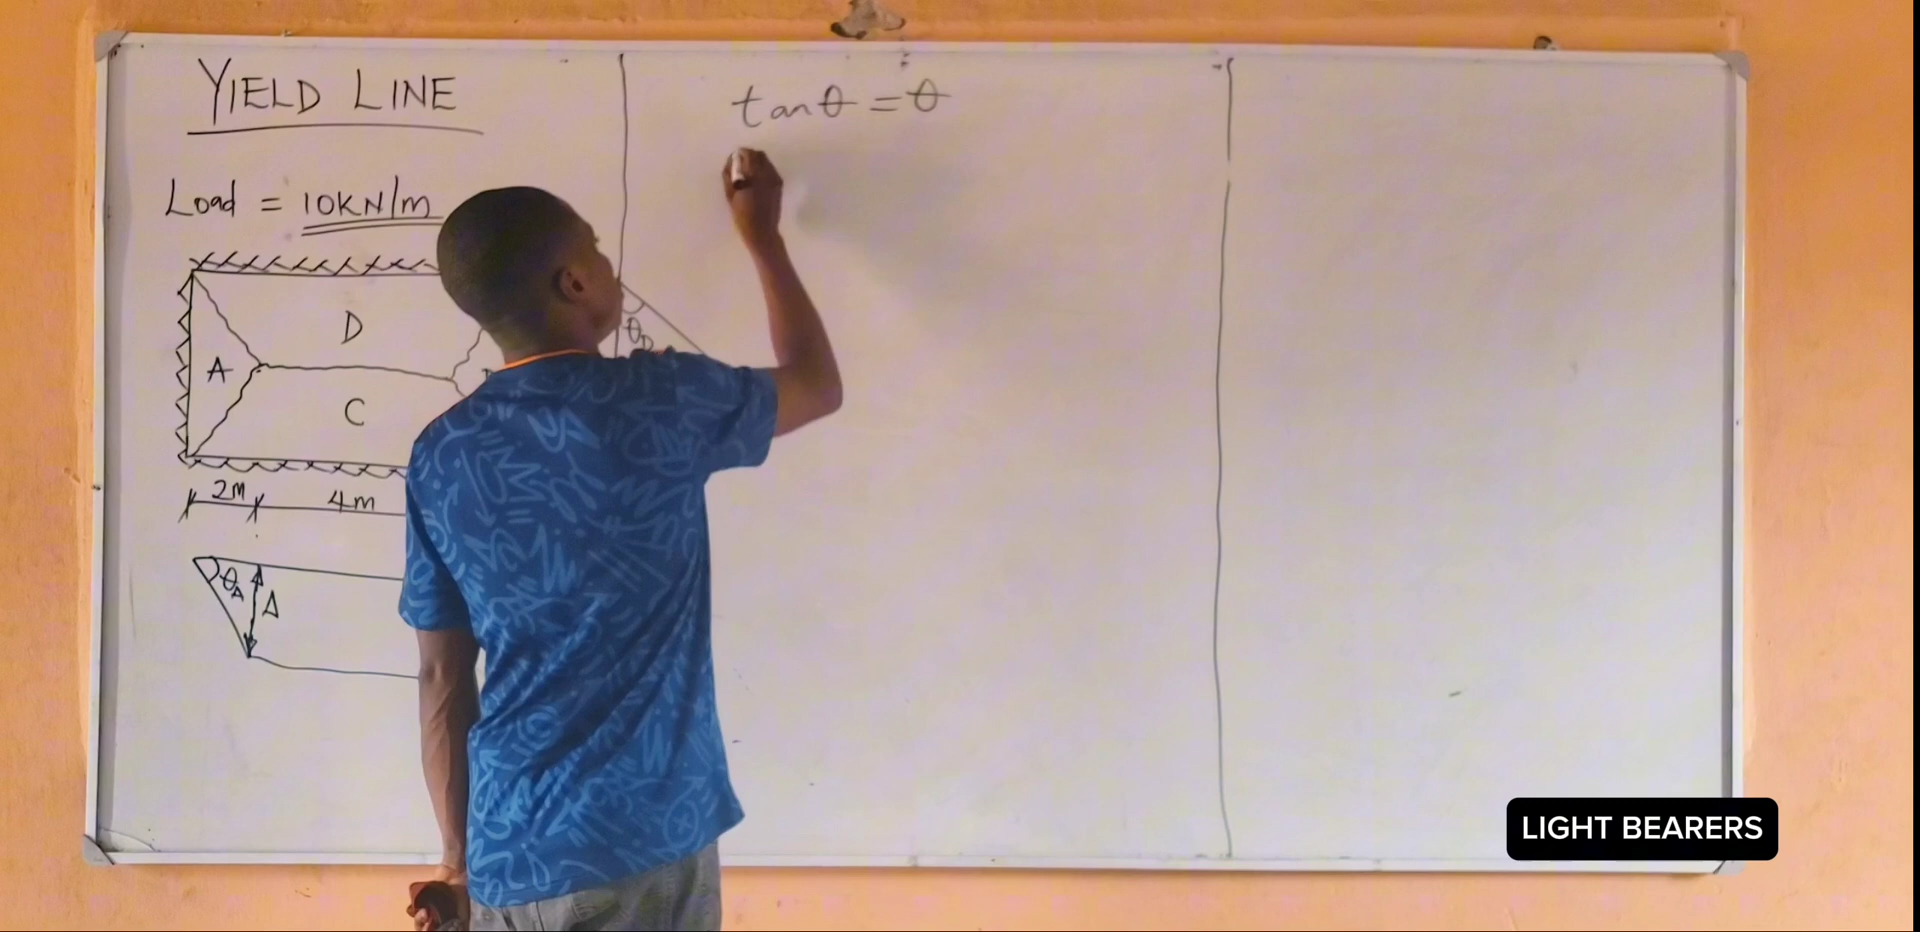 YIELD LINE
Load = 10KN/m
D
A
C
2m
4m
θA
Δ
θD
tanθ = θ
LIGHT BEARERS